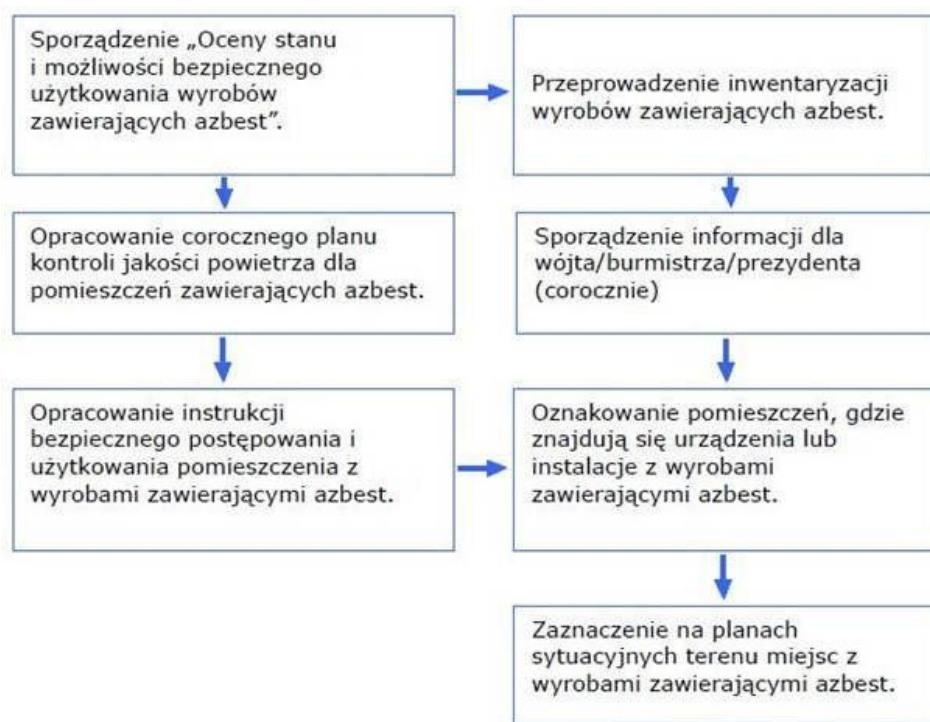 Sporządzenie „Oceny stanu
i możliwości bezpiecznego
użytkowania wyrobów
zawierających azbest”.
Przeprowadzenie inwentaryzacji
wyrobów zawierających azbest.
Opracowanie corocznego planu
kontroli jakości powietrza dla
pomieszczeń zawierających azbest.
Sporządzenie informacji dla
wójta/burmistrza/prezydenta
(corocznie)
Opracowanie instrukcji
bezpiecznego postępowania i
użytkowania pomieszczenia z
wyrobami zawierającymi azbest.
Oznakowanie pomieszczeń, gdzie
znajdują się urządzenia lub
instalacje z wyrobami
zawierającymi azbest.
Zaznaczenie na planach
sytuacyjnych terenu miejsc z
wyrobami zawierającymi azbest.